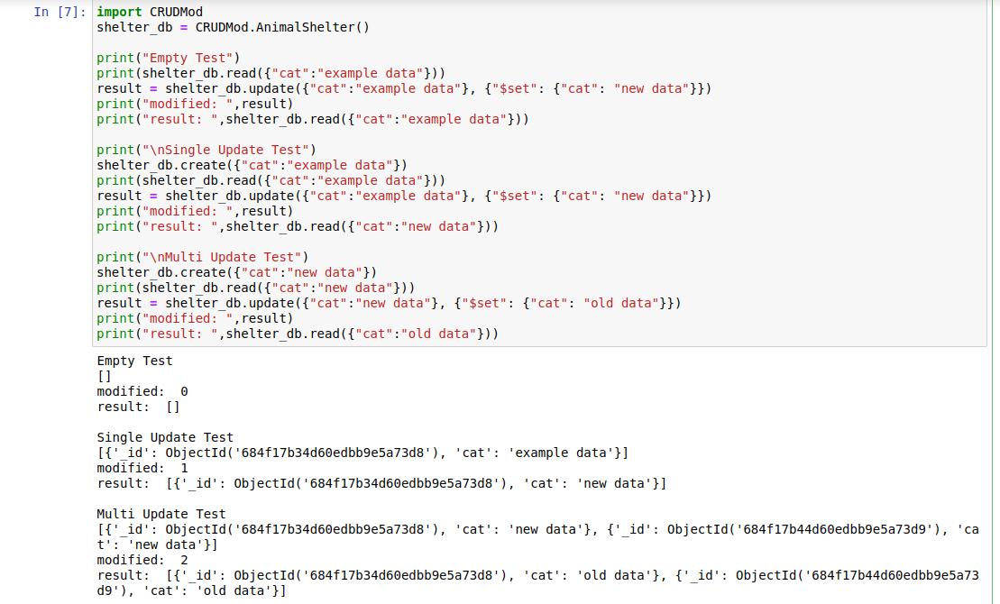 In [7]: import CRUDMod
shelter_db = CRUDMod.AnimalShelter()
print("Empty Test")
print(shelter_db.read({"cat":"example data"}))
result = shelter_db.update({"cat":"example data"}, {"$set": {"cat": "new data"}})
print("modified: ",result)
print("result: ",shelter_db.read({"cat":"example data"}))
print("\nSingle Update Test")
shelter_db.create({"cat":"example data"})
print(shelter_db.read({"cat":"example data"}))
result = shelter_db.update({"cat":"example data"}, {"$set": {"cat": "new data"}})
print("modified: ",result)
print("result: ",shelter_db.read({"cat":"new data"}))
print("\nMulti Update Test")
shelter_db.create({"cat":"new data"})
print(shelter_db.read({"cat":"new data"}))
result = shelter_db.update({"cat":"new data"}, {"$set": {"cat": "old data"}})
print("modified: ",result)
print("result: ",shelter_db.read({"cat":"old data"}))
Empty Test
[]
modified:  0
result:  []
Single Update Test
[{'_id': ObjectId('684f17b34d60edbb9e5a73d8'), 'cat': 'example data'}]
modified:  1
result:  [{'_id': ObjectId('684f17b34d60edbb9e5a73d8'), 'cat': 'new data'}]
Multi Update Test
[{'_id': ObjectId('684f17b34d60edbb9e5a73d8'), 'cat': 'new data'}, {'_id': ObjectId('684f17b44d60edbb9e5a73d9'), 'ca
t': 'new data'}]
modified:  2
result:  [{'_id': ObjectId('684f17b34d60edbb9e5a73d8'), 'cat': 'old data'}, {'_id': ObjectId('684f17b44d60edbb9e5a73
d9'), 'cat': 'old data'}]